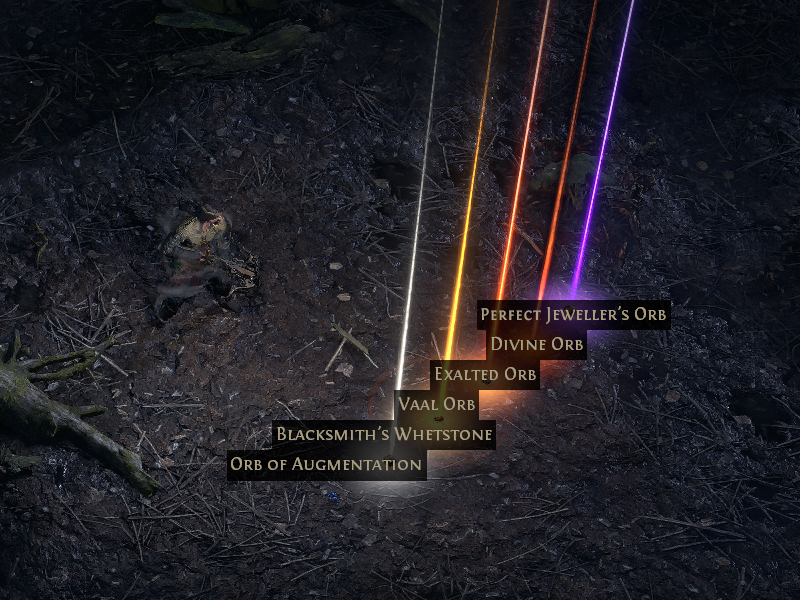 Perfect Jeweller's Orb
Divine Orb
Exalted Orb
Vaal Orb
Blacksmith's Whetstone
Orb of Augmentation